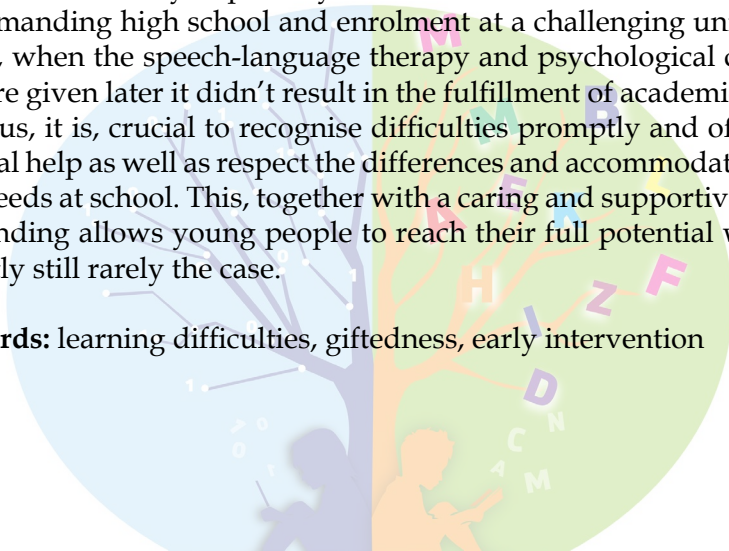 manding high school and enrolment at a challenging un
, when the speech-language therapy and psychological
re given later it didn't result in the fulfillment of academi
us, it is, crucial to recognise difficulties promptly and of
al help as well as respect the differences and accommodat
eeds at school. This, together with a caring and supportiv
nding allows young people to reach their full potential
ly still rarely the case.
rds: learning difficulties, giftedness, early intervention
M
M B
L
E
A K
H Z F
I
D
1
C N
A M